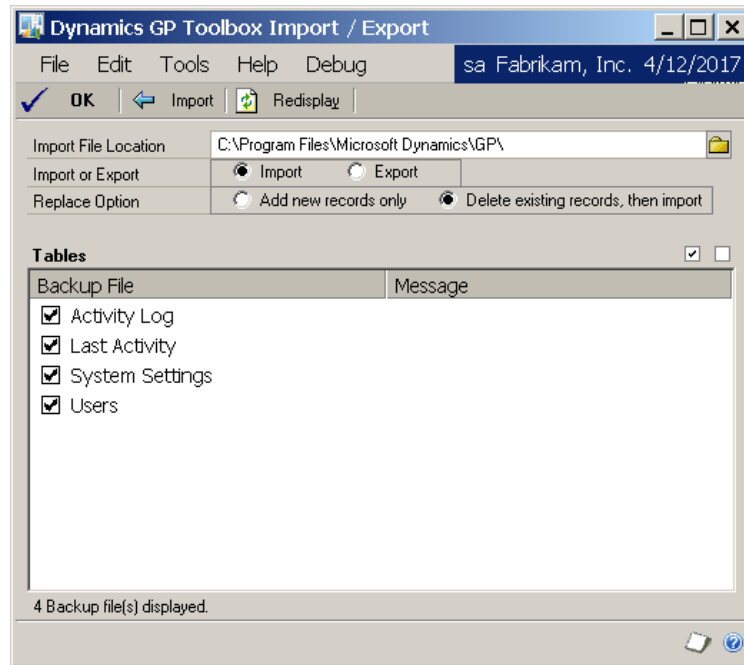 Dynamics GP Toolbox Import / Export
File Edit Tools Help Debug sa Fabrikam, Inc. 4/12/2017
OK Import Redisplay
Import File Location C:\Program Files\Microsoft Dynamics\GP\
Import or Export Import Export
Replace Option Add new records only Delete existing records, then import
Tables
Backup File Message
Activity Log
Last Activity
System Settings
Users
4 Backup file(s) displayed.